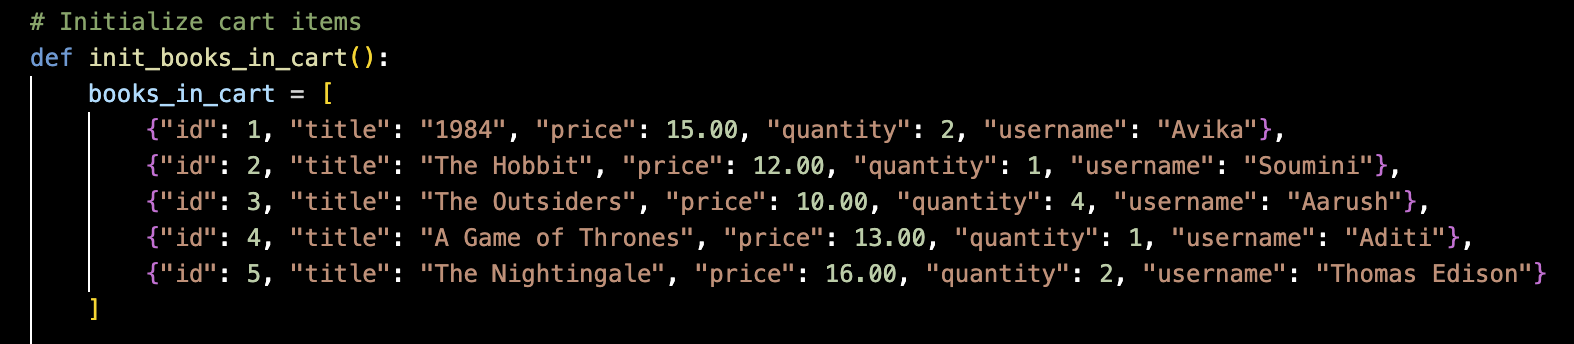 # Initialize cart items
def init_books_in_cart():
    books_in_cart = [
        {"id": 1, "title": "1984", "price": 15.00, "quantity": 2, "username": "Avika"},
        {"id": 2, "title": "The Hobbit", "price": 12.00, "quantity": 1, "username": "Soumini"},
        {"id": 3, "title": "The Outsiders", "price": 10.00, "quantity": 4, "username": "Aarush"},
        {"id": 4, "title": "A Game of Thrones", "price": 13.00, "quantity": 1, "username": "Aditi"},
        {"id": 5, "title": "The Nightingale", "price": 16.00, "quantity": 2, "username": "Thomas Edison"}
    ]